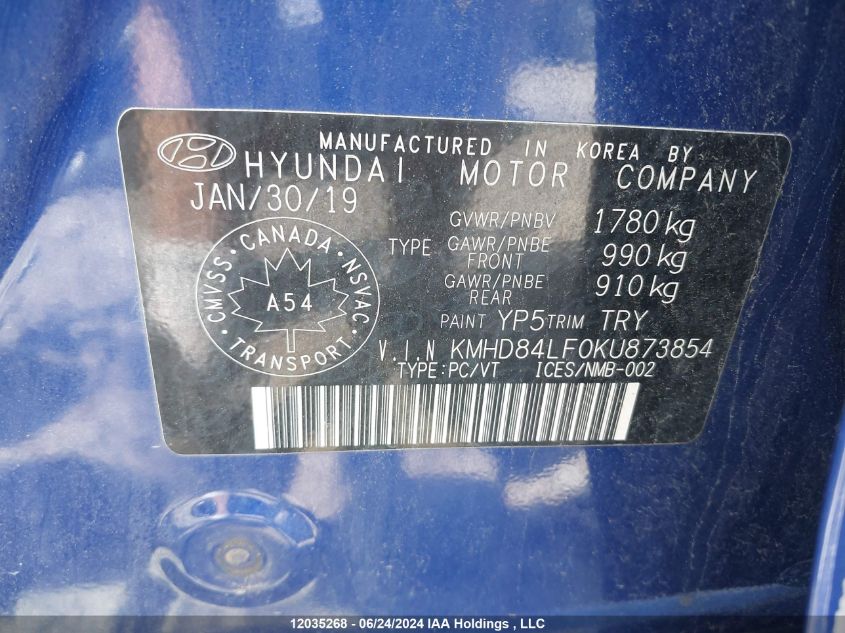 MANUFACTURED IN KOREA BY
HYUNDAI MOTOR COMPANY
JAN/30/19
GVWR/PNBV 1780 kg
TYPE GAWR/PNBE FRONT 990 kg
GAWR/PNBE REAR 910 kg
PAINT YP5 TRIM TRY
CMVSS · CANADA · NSVAC
A54
TRANSPORT
V.I.N KMHD84LF0KU873854
TYPE:PC/VT ICES/NMB-002
12035268 - 06/24/2024 IAA Holdings , LLC